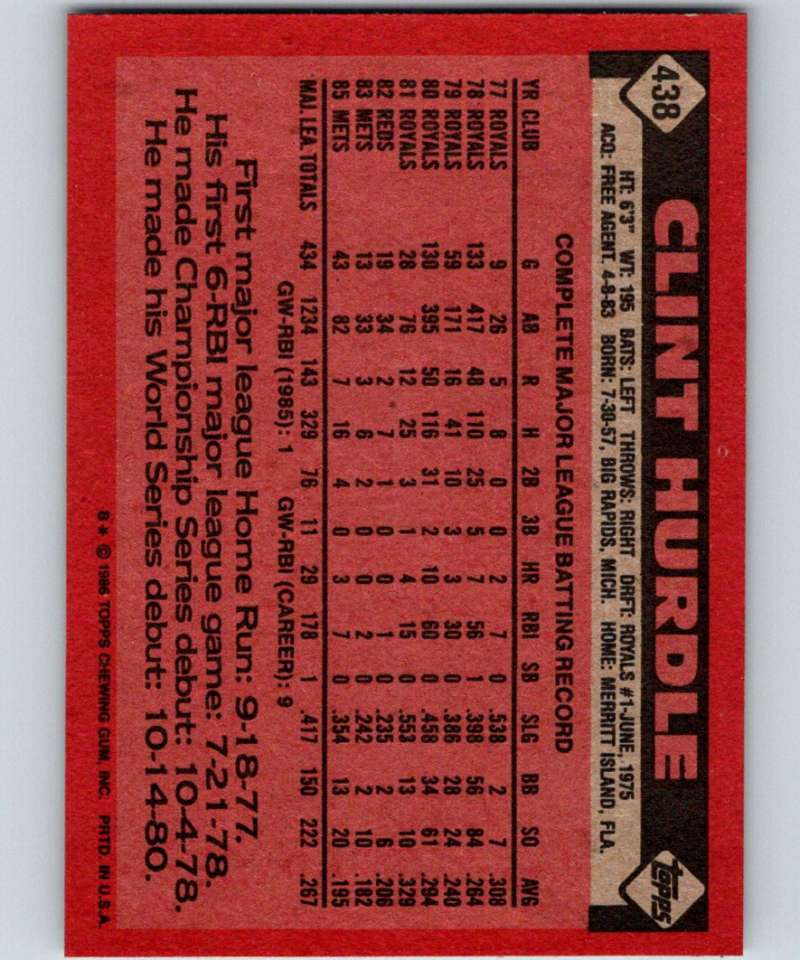 438
CLINT HURDLE
topps
HT: 6'3" WT: 195 BATS: LEFT THROWS: RIGHT DRFT: ROYALS #1-JUNE, 1975
ACQ: FREE AGENT, 4-8-83 BORN: 7-30-57, BIG RAPIDS, MICH. HOME: MERRITT ISLAND, FLA.
COMPLETE MAJOR LEAGUE BATTING RECORD
YR CLUB G AB R H 2B 3B HR RBI SB SLG BB SO AVG
77 ROYALS 9 26 5 8 0 0 2 7 0 .538 2 7 .308
78 ROYALS 133 417 48 110 25 5 7 56 1 .398 56 84 .264
79 ROYALS 59 171 16 41 10 3 3 30 0 .386 28 24 .240
80 ROYALS 130 395 50 116 31 2 10 60 0 .458 34 61 .294
81 ROYALS 28 76 12 25 3 1 4 15 0 .553 13 10 .329
82 REDS 19 34 2 7 1 0 0 1 0 .235 2 6 .206
83 METS 13 33 3 6 2 0 0 2 0 .242 2 10 .182
85 METS 43 82 7 16 4 0 3 7 0 .354 13 20 .195
MAJ. LEA. TOTALS 434 1234 143 329 76 11 29 178 1 .417 150 222 .267
GW-RBI (1985): 1 GW-RBI (CAREER): 9
First major league Home Run: 9-18-77.
His first 6-RBI major league game: 7-21-78.
He made Championship Series debut: 10-4-78.
He made his World Series debut: 10-14-80.
8* © 1986 TOPPS CHEWING GUM, INC. PRTD. IN U.S.A.